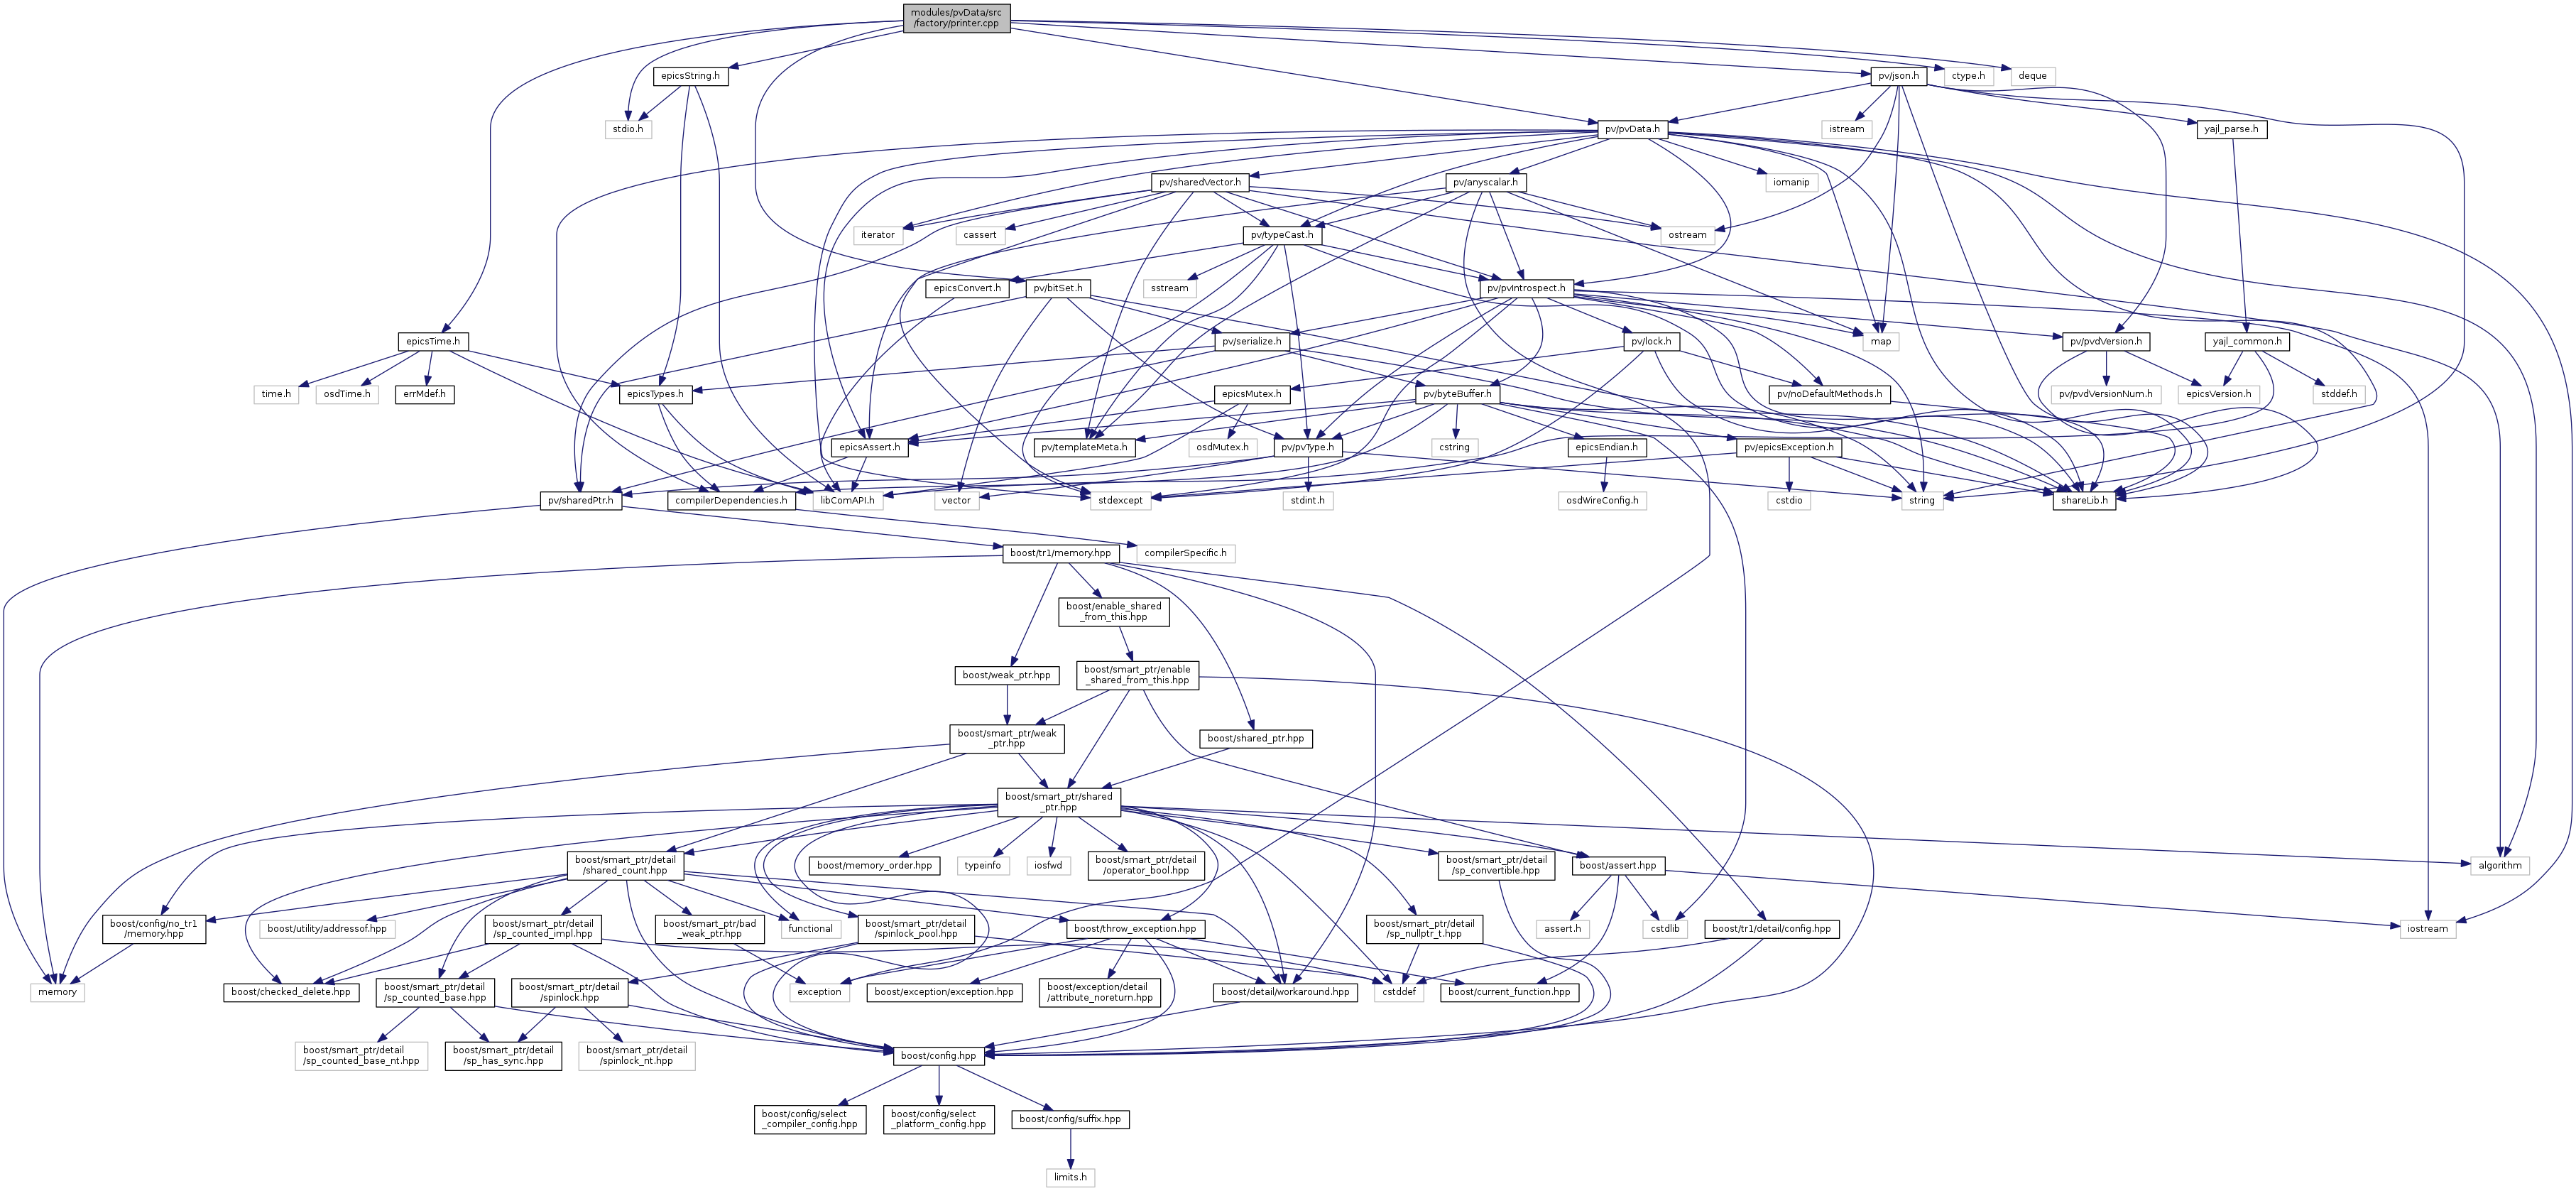 modules/pvData/src
/factory/printer.cpp
epicsString.h
pv/json.h
ctype.h
deque
stdio.h
pv/pvData.h
istream
yajl_parse.h
pv/sharedVector.h
pv/anyscalar.h
iomanip
iterator
cassert
pv/typeCast.h
ostream
epicsConvert.h
pv/bitSet.h
sstream
pv/pvIntrospect.h
epicsTime.h
pv/serialize.h
pv/lock.h
map
pv/pvdVersion.h
yajl_common.h
time.h
osdTime.h
errMdef.h
epicsTypes.h
epicsMutex.h
pv/byteBuffer.h
pv/noDefaultMethods.h
pv/pvdVersionNum.h
epicsVersion.h
stddef.h
epicsAssert.h
pv/templateMeta.h
osdMutex.h
pv/pvType.h
cstring
epicsEndian.h
pv/epicsException.h
pv/sharedPtr.h
compilerDependencies.h
libComAPI.h
vector
stdexcept
stdint.h
osdWireConfig.h
cstdio
string
shareLib.h
boost/tr1/memory.hpp
compilerSpecific.h
boost/enable_shared
_from_this.hpp
boost/weak_ptr.hpp
boost/smart_ptr/enable
_shared_from_this.hpp
boost/smart_ptr/weak
_ptr.hpp
boost/shared_ptr.hpp
boost/smart_ptr/shared
_ptr.hpp
boost/smart_ptr/detail
/shared_count.hpp
boost/memory_order.hpp
typeinfo
iosfwd
boost/smart_ptr/detail
/operator_bool.hpp
boost/smart_ptr/detail
/sp_convertible.hpp
boost/assert.hpp
algorithm
boost/config/no_tr1
/memory.hpp
boost/utility/addressof.hpp
boost/smart_ptr/detail
/sp_counted_impl.hpp
boost/smart_ptr/bad
_weak_ptr.hpp
functional
boost/smart_ptr/detail
/spinlock_pool.hpp
boost/throw_exception.hpp
boost/smart_ptr/detail
/sp_nullptr_t.hpp
assert.h
cstdlib
boost/tr1/detail/config.hpp
iostream
memory
boost/checked_delete.hpp
boost/smart_ptr/detail
/sp_counted_base.hpp
boost/smart_ptr/detail
/spinlock.hpp
exception
boost/exception/exception.hpp
boost/exception/detail
/attribute_noreturn.hpp
boost/detail/workaround.hpp
cstddef
boost/current_function.hpp
boost/smart_ptr/detail
/sp_counted_base_nt.hpp
boost/smart_ptr/detail
/sp_has_sync.hpp
boost/smart_ptr/detail
/spinlock_nt.hpp
boost/config.hpp
boost/config/select
_compiler_config.hpp
boost/config/select
_platform_config.hpp
boost/config/suffix.hpp
limits.h